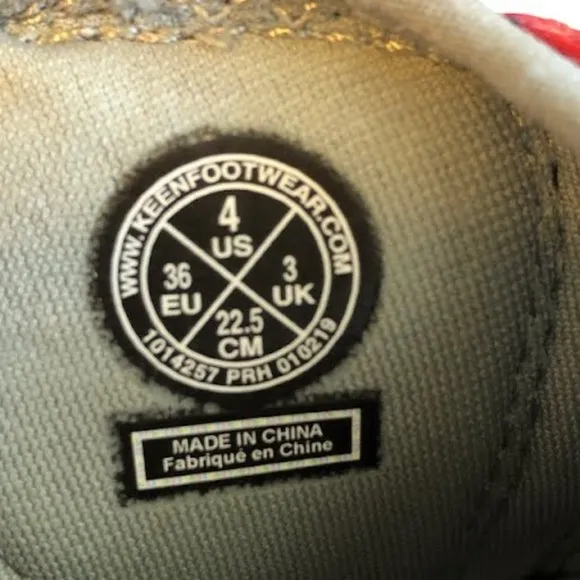 WWW.KEENFOOTWEAR.COM
4
US
36
EU
3
UK
22.5
CM
1014257 PRH 010219
MADE IN CHINA
Fabriqué en Chine